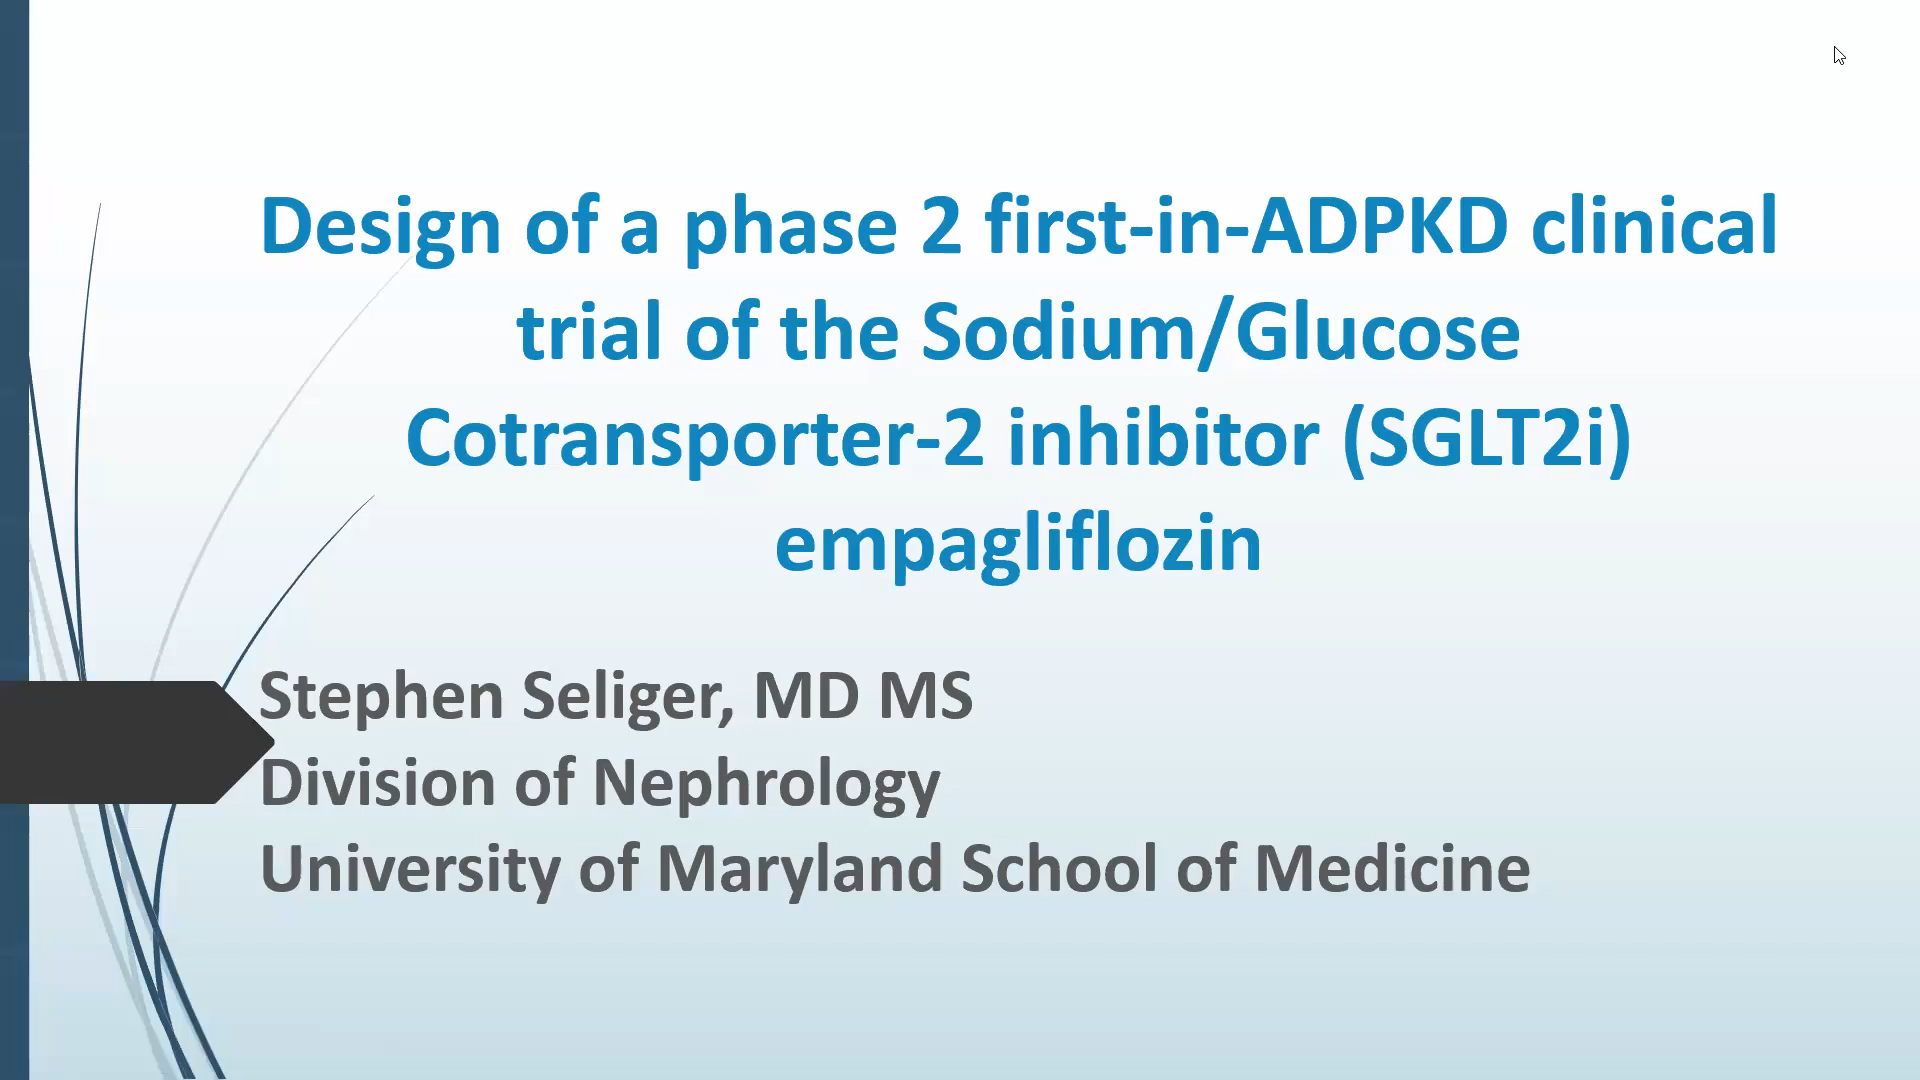 Design of a phase 2 first-in-ADPKD clinical
trial of the Sodium/Glucose
Cotransporter-2 inhibitor (SGLT2i)
empagliflozin
Stephen Seliger, MD MS
Division of Nephrology
University of Maryland School of Medicine